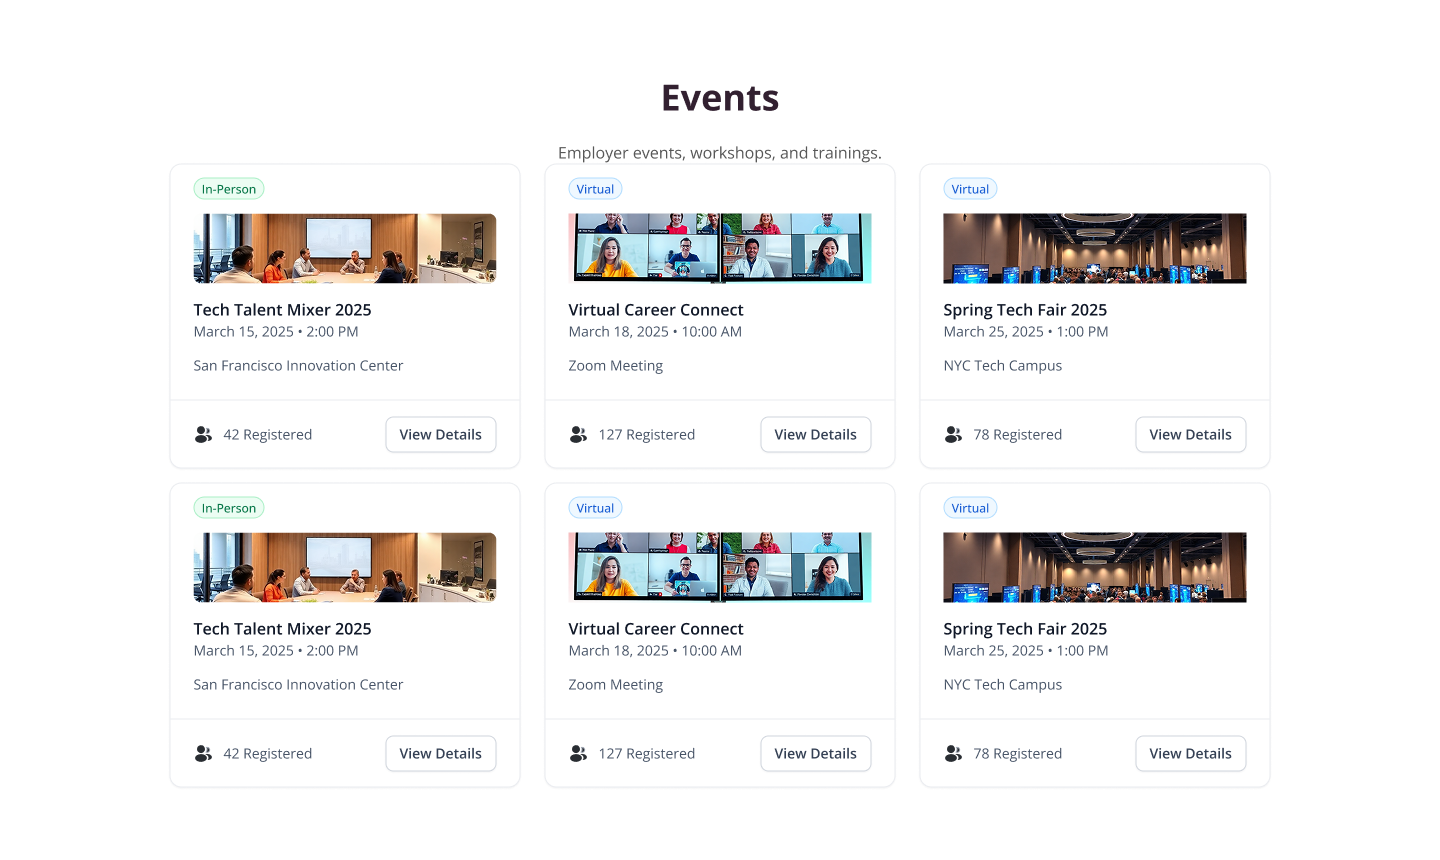 Events
Employer events, workshops, and trainings.
In-Person
Tech Talent Mixer 2025
March 15, 2025 • 2:00 PM
San Francisco Innovation Center
42 Registered
View Details
Virtual
Virtual Career Connect
March 18, 2025 • 10:00 AM
Zoom Meeting
127 Registered
View Details
Virtual
Spring Tech Fair 2025
March 25, 2025 • 1:00 PM
NYC Tech Campus
78 Registered
View Details
In-Person
Tech Talent Mixer 2025
March 15, 2025 • 2:00 PM
San Francisco Innovation Center
42 Registered
View Details
Virtual
Virtual Career Connect
March 18, 2025 • 10:00 AM
Zoom Meeting
127 Registered
View Details
Virtual
Spring Tech Fair 2025
March 25, 2025 • 1:00 PM
NYC Tech Campus
78 Registered
View Details